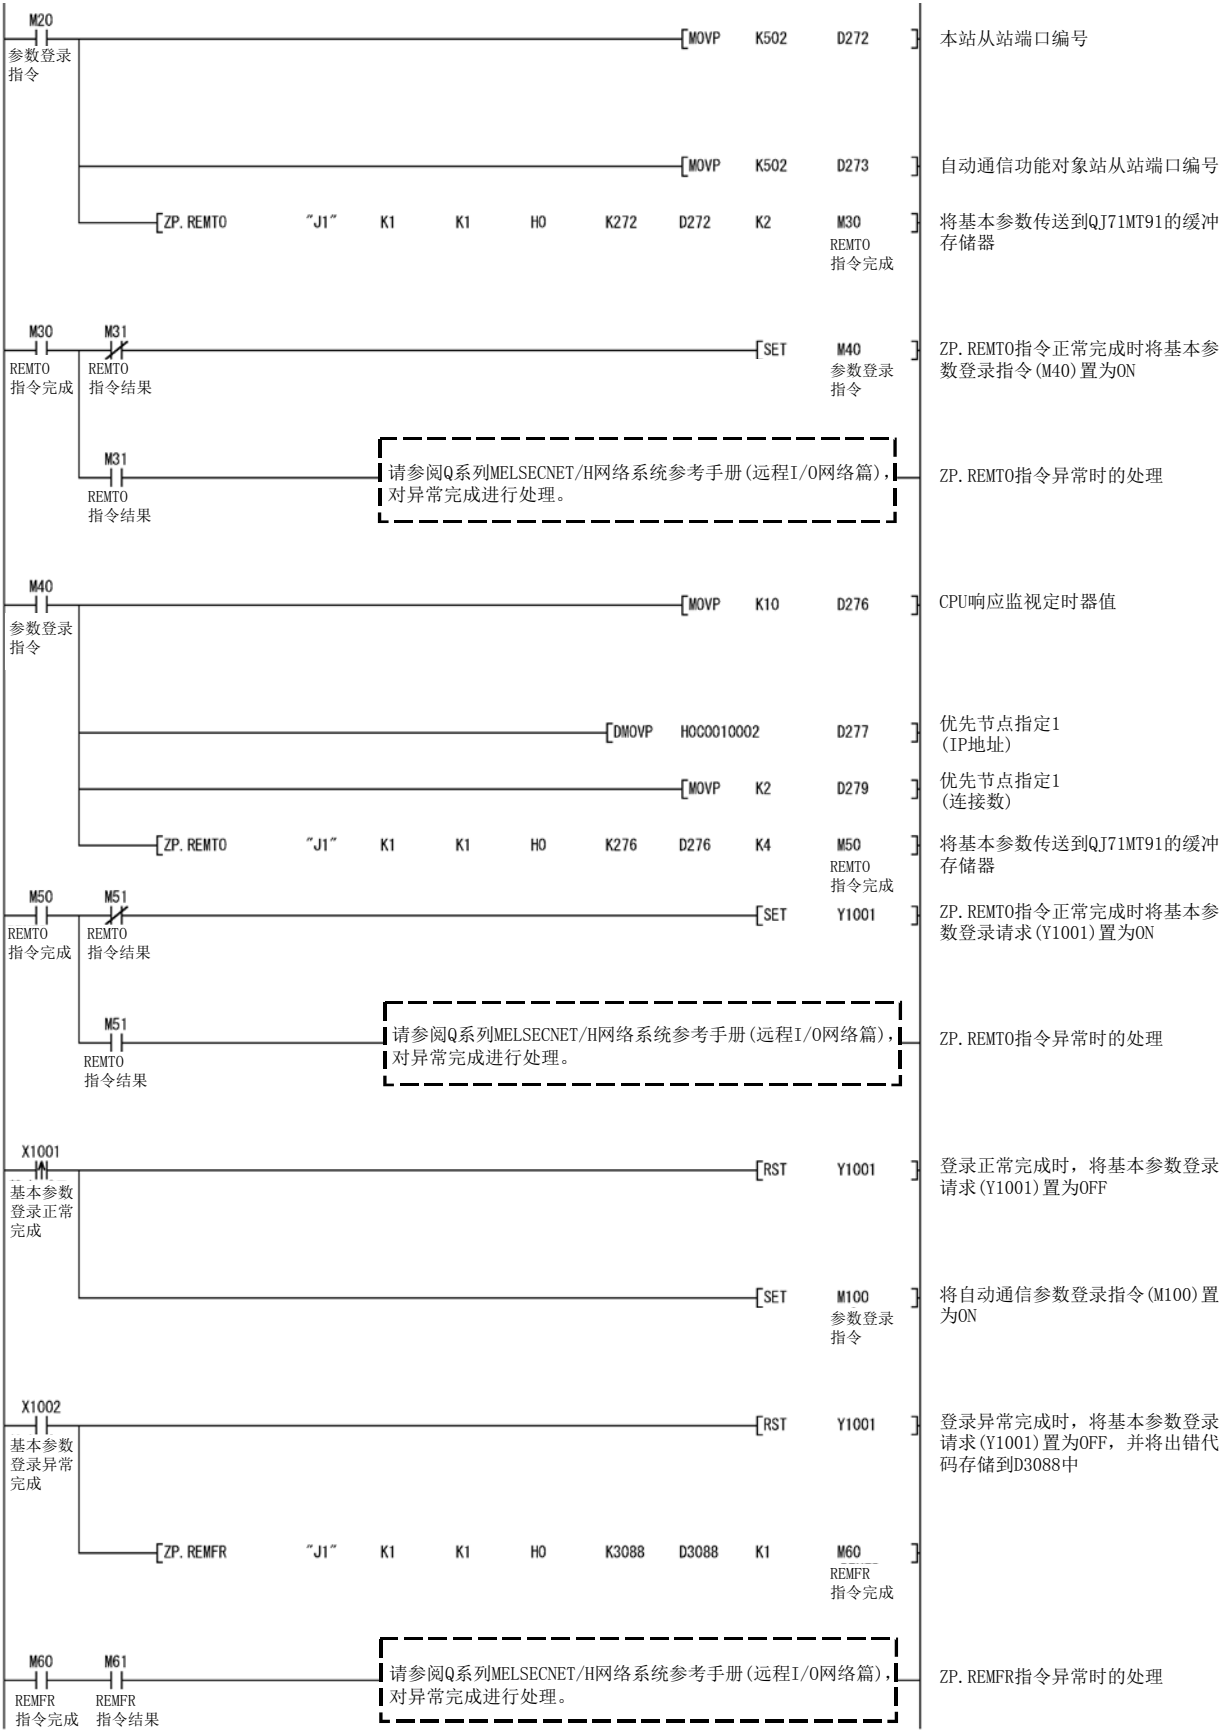 M20
参数登录
指令
MOVP K502 D272
本站从站端口编号
MOVP K502 D273
自动通信功能对象站从站端口编号
ZP.REMTO "J1" K1 K1 H0 K272 D272 K2 M30
REMTO
指令完成
将基本参数传送到QJ71MT91的缓冲
存储器
M30 M31
REMTO REMTO
指令完成 指令结果
SET M40
参数登录
指令
ZP.REMTO指令正常完成时将基本参
数登录指令(M40)置为ON
M31
REMTO
指令结果
请参阅Q系列MELSECNET/H网络系统参考手册(远程I/O网络篇),
对异常完成进行处理。
ZP.REMTO指令异常时的处理
M40
参数登录
指令
MOVP K10 D276
CPU响应监视定时器值
DMOVP H0C0010002 D277
优先节点指定1
(IP地址)
MOVP K2 D279
优先节点指定1
(连接数)
ZP.REMTO "J1" K1 K1 H0 K276 D276 K4 M50
REMTO
指令完成
将基本参数传送到QJ71MT91的缓冲
存储器
M50 M51
REMTO REMTO
指令完成 指令结果
SET Y1001
ZP.REMTO指令正常完成时将基本参
数登录请求(Y1001)置为ON
M51
REMTO
指令结果
请参阅Q系列MELSECNET/H网络系统参考手册(远程I/O网络篇),
对异常完成进行处理。
ZP.REMTO指令异常时的处理
X1001
基本参数
登录正常
完成
RST Y1001
登录正常完成时，将基本参数登录
请求(Y1001)置为OFF
SET M100
参数登录
指令
将自动通信参数登录指令(M100)置
为ON
X1002
基本参数
登录异常
完成
RST Y1001
登录异常完成时，将基本参数登录
请求(Y1001)置为OFF，并将出错代
码存储到D3088中
ZP.REMFR "J1" K1 K1 H0 K3088 D3088 K1 M60
REMFR
指令完成
M60 M61
REMFR REMFR
指令完成 指令结果
请参阅Q系列MELSECNET/H网络系统参考手册(远程I/O网络篇),
对异常完成进行处理。
ZP.REMFR指令异常时的处理